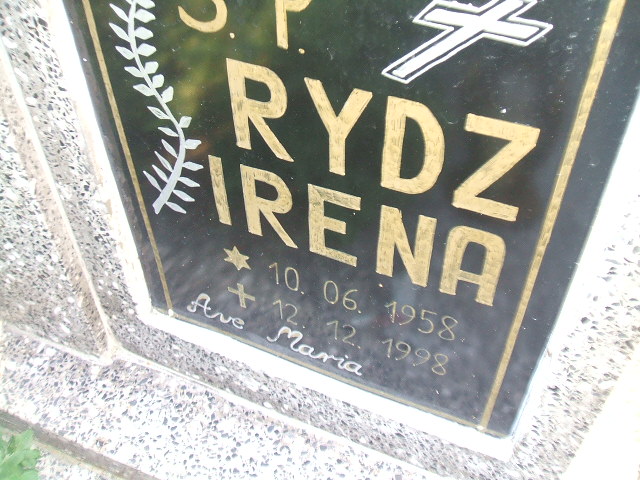 S. P.
RYDZ
IRENA
10. 06. 1958
12. 12. 1998
Ave Maria